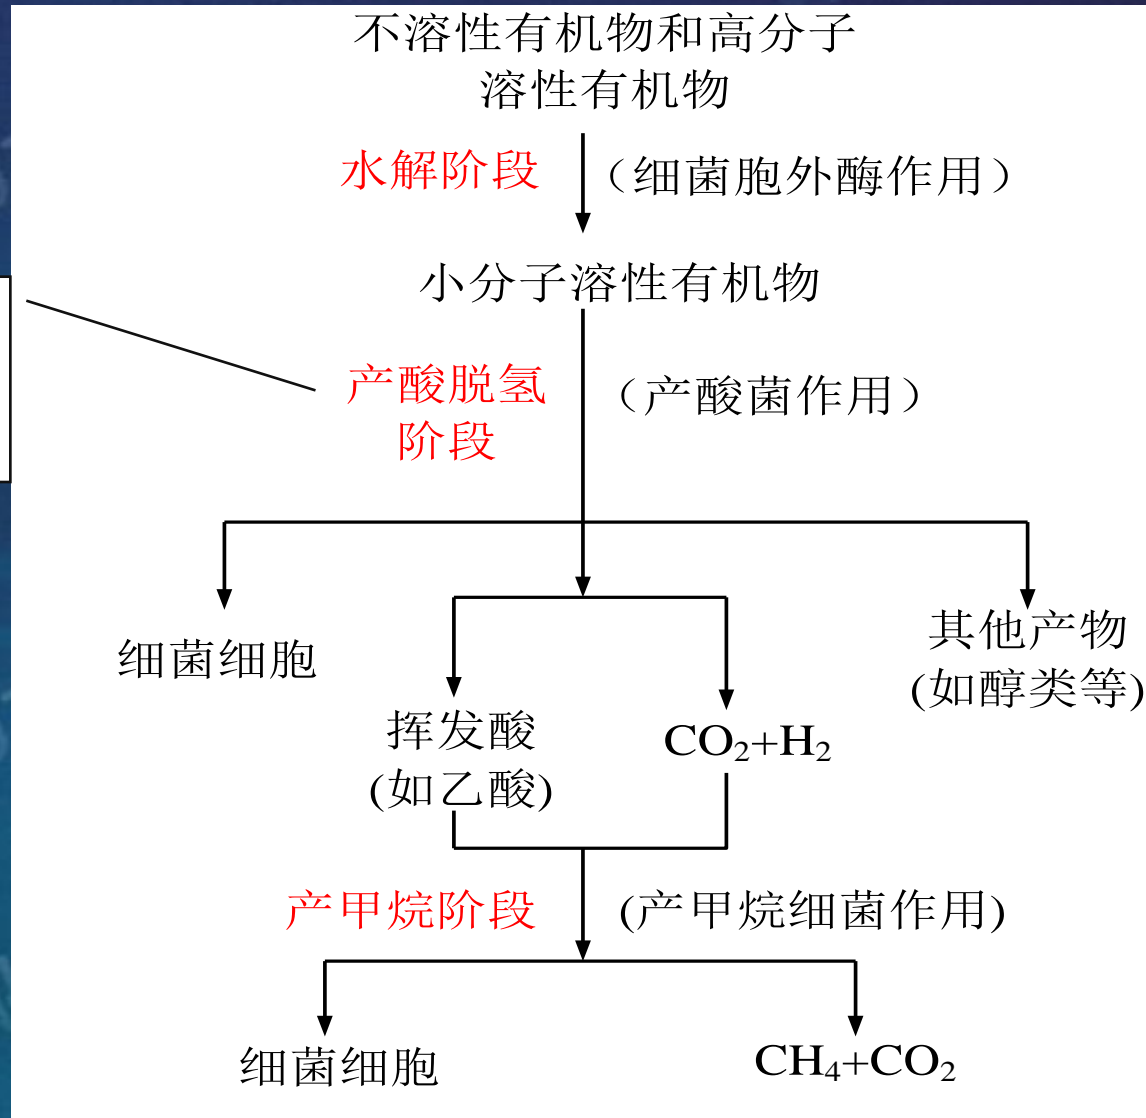 不溶性有机物和高分子
溶性有机物
水解阶段
（细菌胞外酶作用）
小分子溶性有机物
产酸脱氢
阶段
（产酸菌作用）
细菌细胞
挥发酸
(如乙酸)
CO₂+H₂
其他产物
(如醇类等)
产甲烷阶段
(产甲烷细菌作用)
细菌细胞
CH₄+CO₂